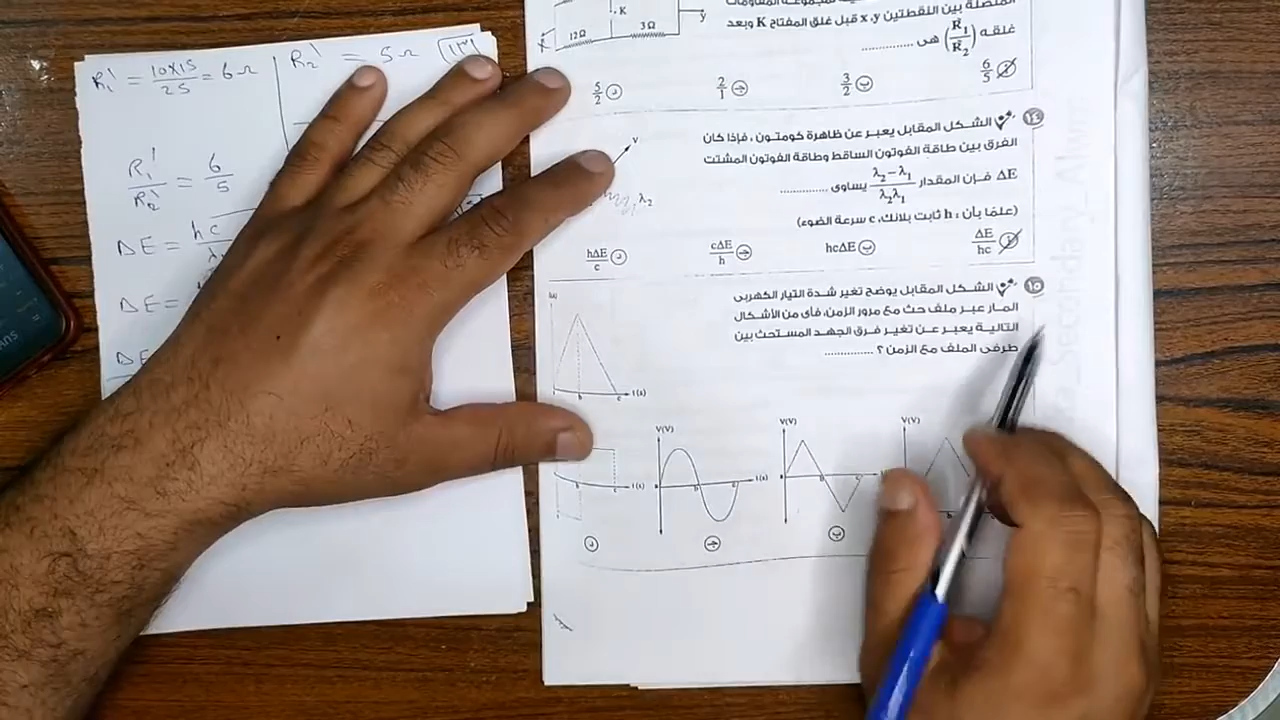 المتصلة بين النقطتين x، y قبل غلق المفتاح K وبعد
غلقه (R₁/R₂) هى ..............
K
12Ω
3Ω
y
أ 6/5
ب 3/2
ج 2/1
د 5/2
١٤ الشكل المقابل يعبر عن ظاهرة كومتون ، فإذا كان
الفرق بين طاقة الفوتون الساقط وطاقة الفوتون المشتت
ΔE فإن المقدار (λ₂ − λ₁)/(λ₂λ₁) يساوى .............
(علمًا بأن : h ثابت بلانك، c سرعة الضوء)
v
λ₂
أ ΔE/hc
ب hcΔE
ج cΔE/h
د hΔE/c
١٥ الشكل المقابل يوضح تغير شدة التيار الكهربى
المار عبر ملف حث مع مرور الزمن، فأى من الأشكال
التالية يعبر عن تغير فرق الجهد المستحث بين
طرفى الملف مع الزمن ؟ ..............
b c t(s)
V(V)
V(V)
V(V)
t(s)
t(s)
ب
ج
د
R₁' = 10×15/25 = 6 Ω
R₂' = 5 Ω
١٣
R₁'/R₂' = 6/5
ΔE = hc
ΔE =
Secondary_Alwm